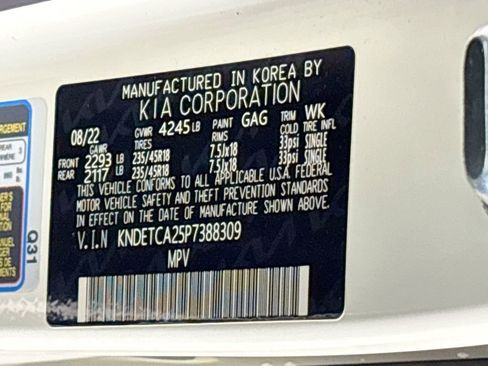 MANUFACTURED IN KOREA BY
KIA CORPORATION
08/22 GVWR 4245 LB PAINT GAG TRIM WK
GAWR TIRES RIMS COLD TIRE INFL
FRONT 2293 LB 235/45R18 7.5Jx18 33psi SINGLE
REAR 2117 LB 235/45R18 7.5Jx18 33psi SINGLE
THIS VEHICLE CONFORMS TO ALL APPLICABLE U.S.A. FEDERAL
MOTOR VEHICLE SAFETY AND THEFT PREVENTION STANDARDS
IN EFFECT ON THE DATE OF MANUFACTURE SHOWN ABOVE.
V.I.N KNDETCA25P7388309
MPV
Q31
REAR